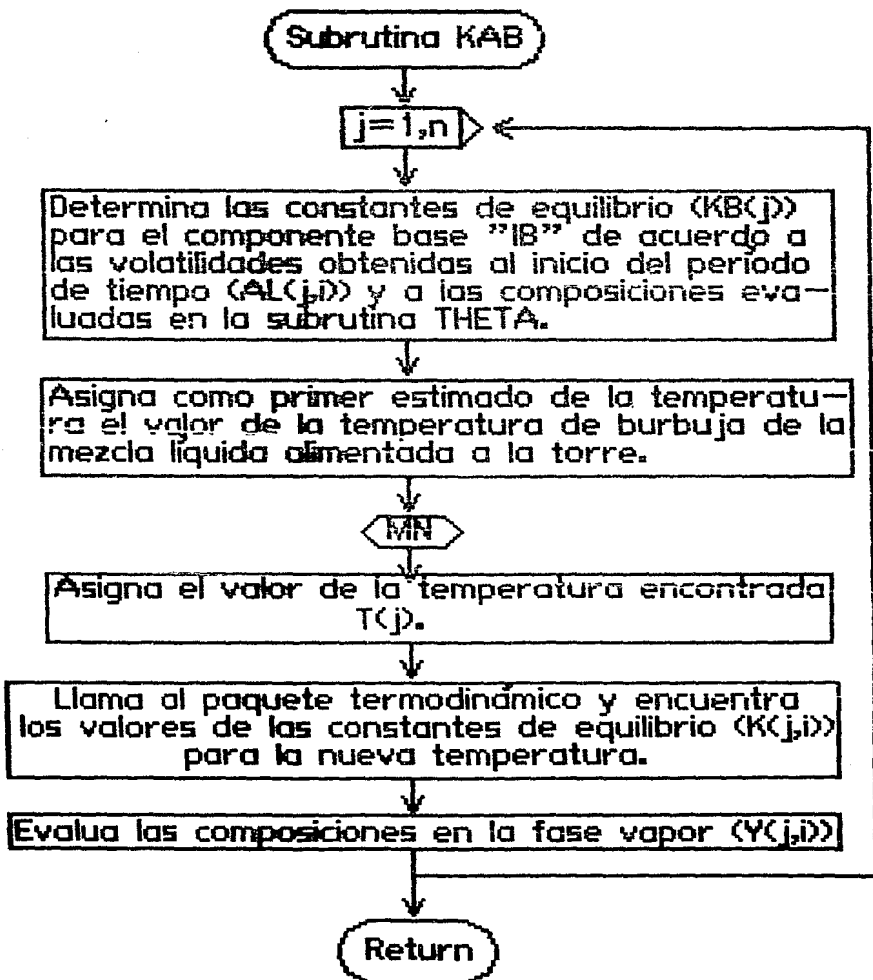 Subrutina KAB
j=1,n
Determina las constantes de equilibrio (KB(j))
para el componente base "IB" de acuerdo a
las volatilidades obtenidas al inicio del período
de tiempo (AL(j,i)) y a las composiciones eva-
luadas en la subrutina THETA.
Asigna como primer estimado de la temperatu-
ra el valor de la temperatura de burbuja de la
mezcla líquida alimentada a la torre.
MN
Asigna el valor de la temperatura encontrada
T(j).
Llama al paquete termodinámico y encuentra
los valores de las constantes de equilibrio (K(j,i))
para la nueva temperatura.
Evalua las composiciones en la fase vapor (Y(j,i))
Return